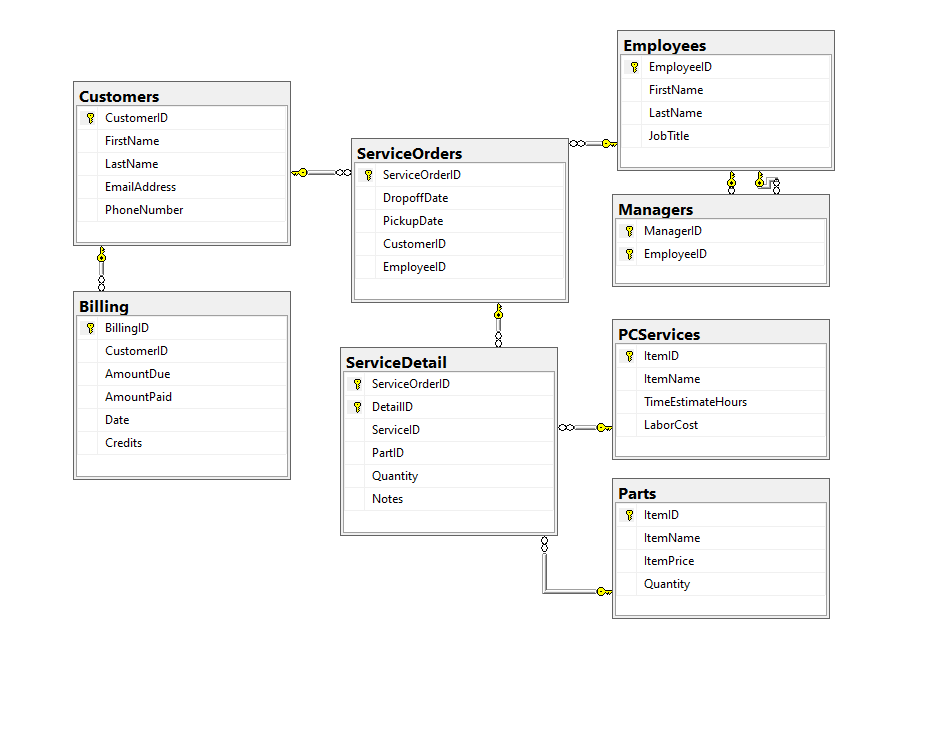 Customers
CustomerID
FirstName
LastName
EmailAddress
PhoneNumber
Billing
BillingID
CustomerID
AmountDue
AmountPaid
Date
Credits
ServiceOrders
ServiceOrderID
DropoffDate
PickupDate
CustomerID
EmployeeID
ServiceDetail
ServiceOrderID
DetailID
ServiceID
PartID
Quantity
Notes
Employees
EmployeeID
FirstName
LastName
JobTitle
Managers
ManagerID
EmployeeID
PCServices
ItemID
ItemName
TimeEstimateHours
LaborCost
Parts
ItemID
ItemName
ItemPrice
Quantity